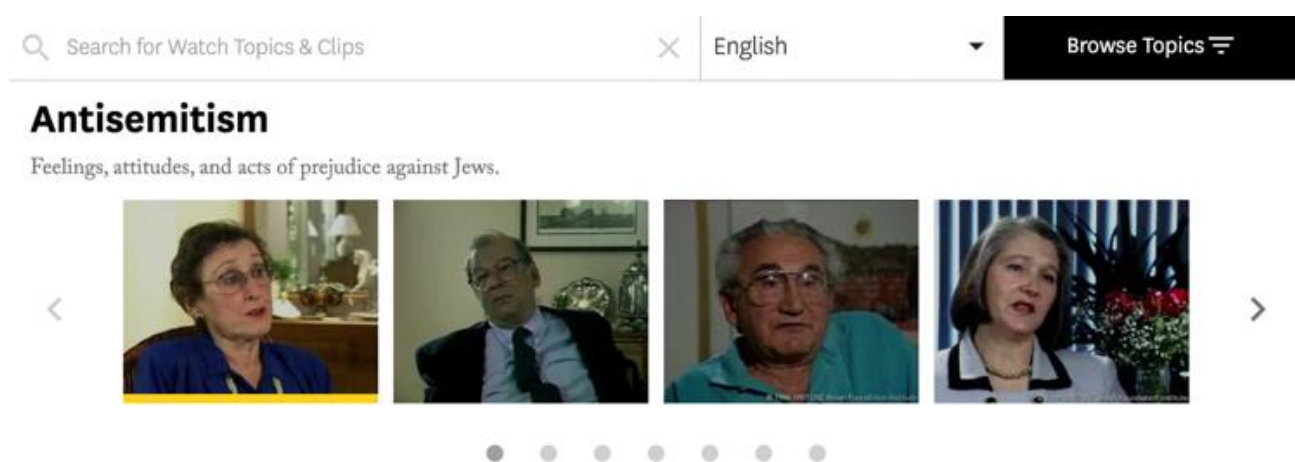 Search for Watch Topics & Clips
English
Browse Topics
Antisemitism
Feelings, attitudes, and acts of prejudice against Jews.